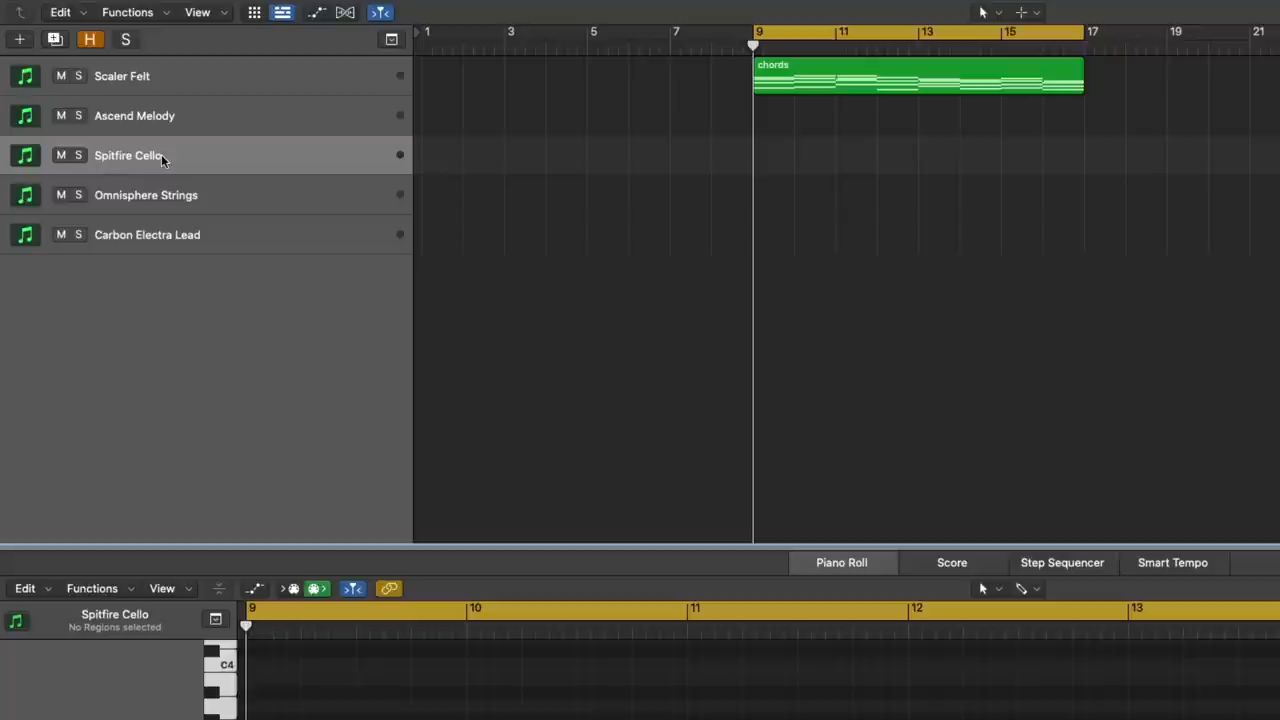 Edit Functions View
1 3 5 7 9 11 13 15 17 19 21
H S
M S Scaler Felt
chords
M S Ascend Melody
M S Spitfire Cello
M S Omnisphere Strings
M S Carbon Electra Lead
Piano Roll Score Step Sequencer Smart Tempo
Edit Functions View
Spitfire Cello
No Regions selected
9 10 11 12 13
C4